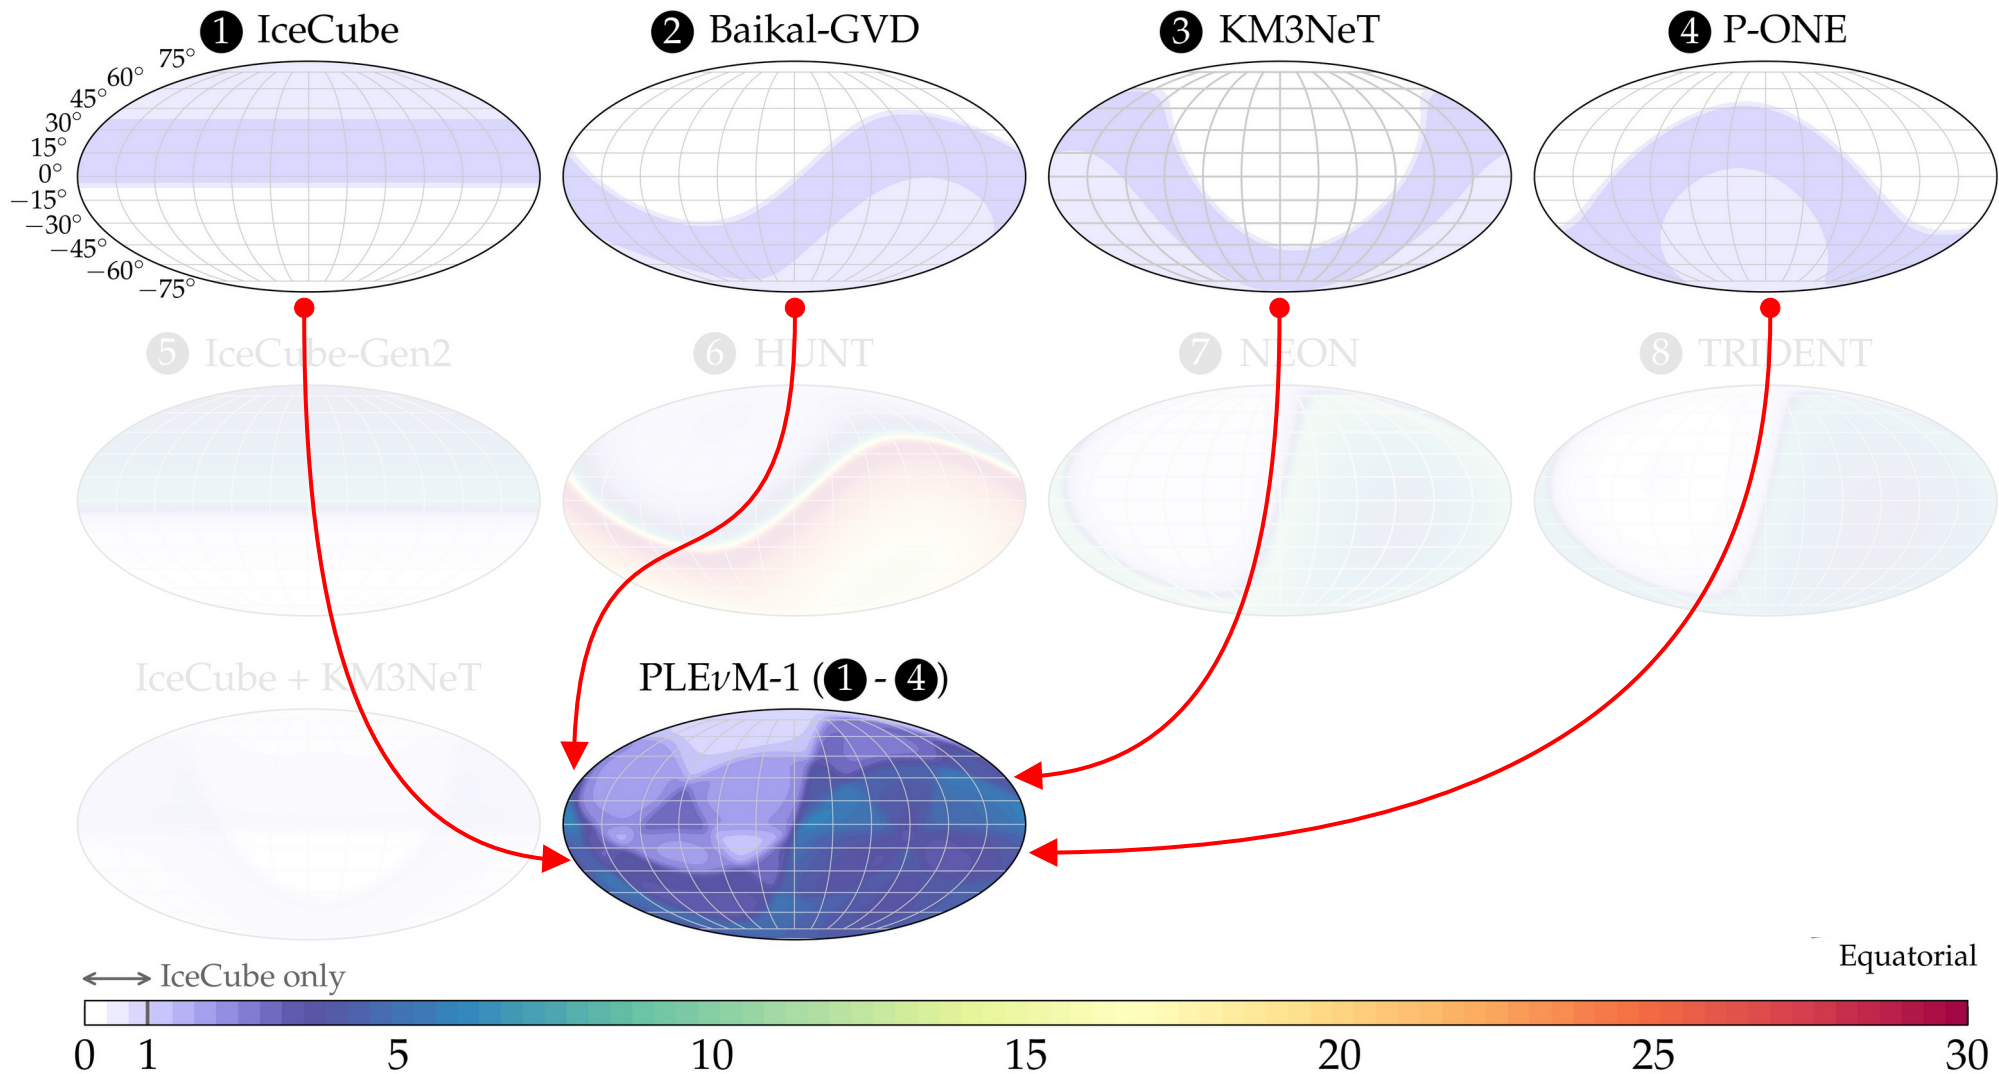 1 IceCube
2 Baikal-GVD
3 KM3NeT
4 P-ONE
75°
60°
45°
30°
15°
0°
−15°
−30°
−45°
−60°
−75°
5 IceCube-Gen2
6 HUNT
7 NEON
8 TRIDENT
IceCube + KM3NeT
PLEνM-1 (1 - 4)
Equatorial
IceCube only
0 1 5 10 15 20 25 30